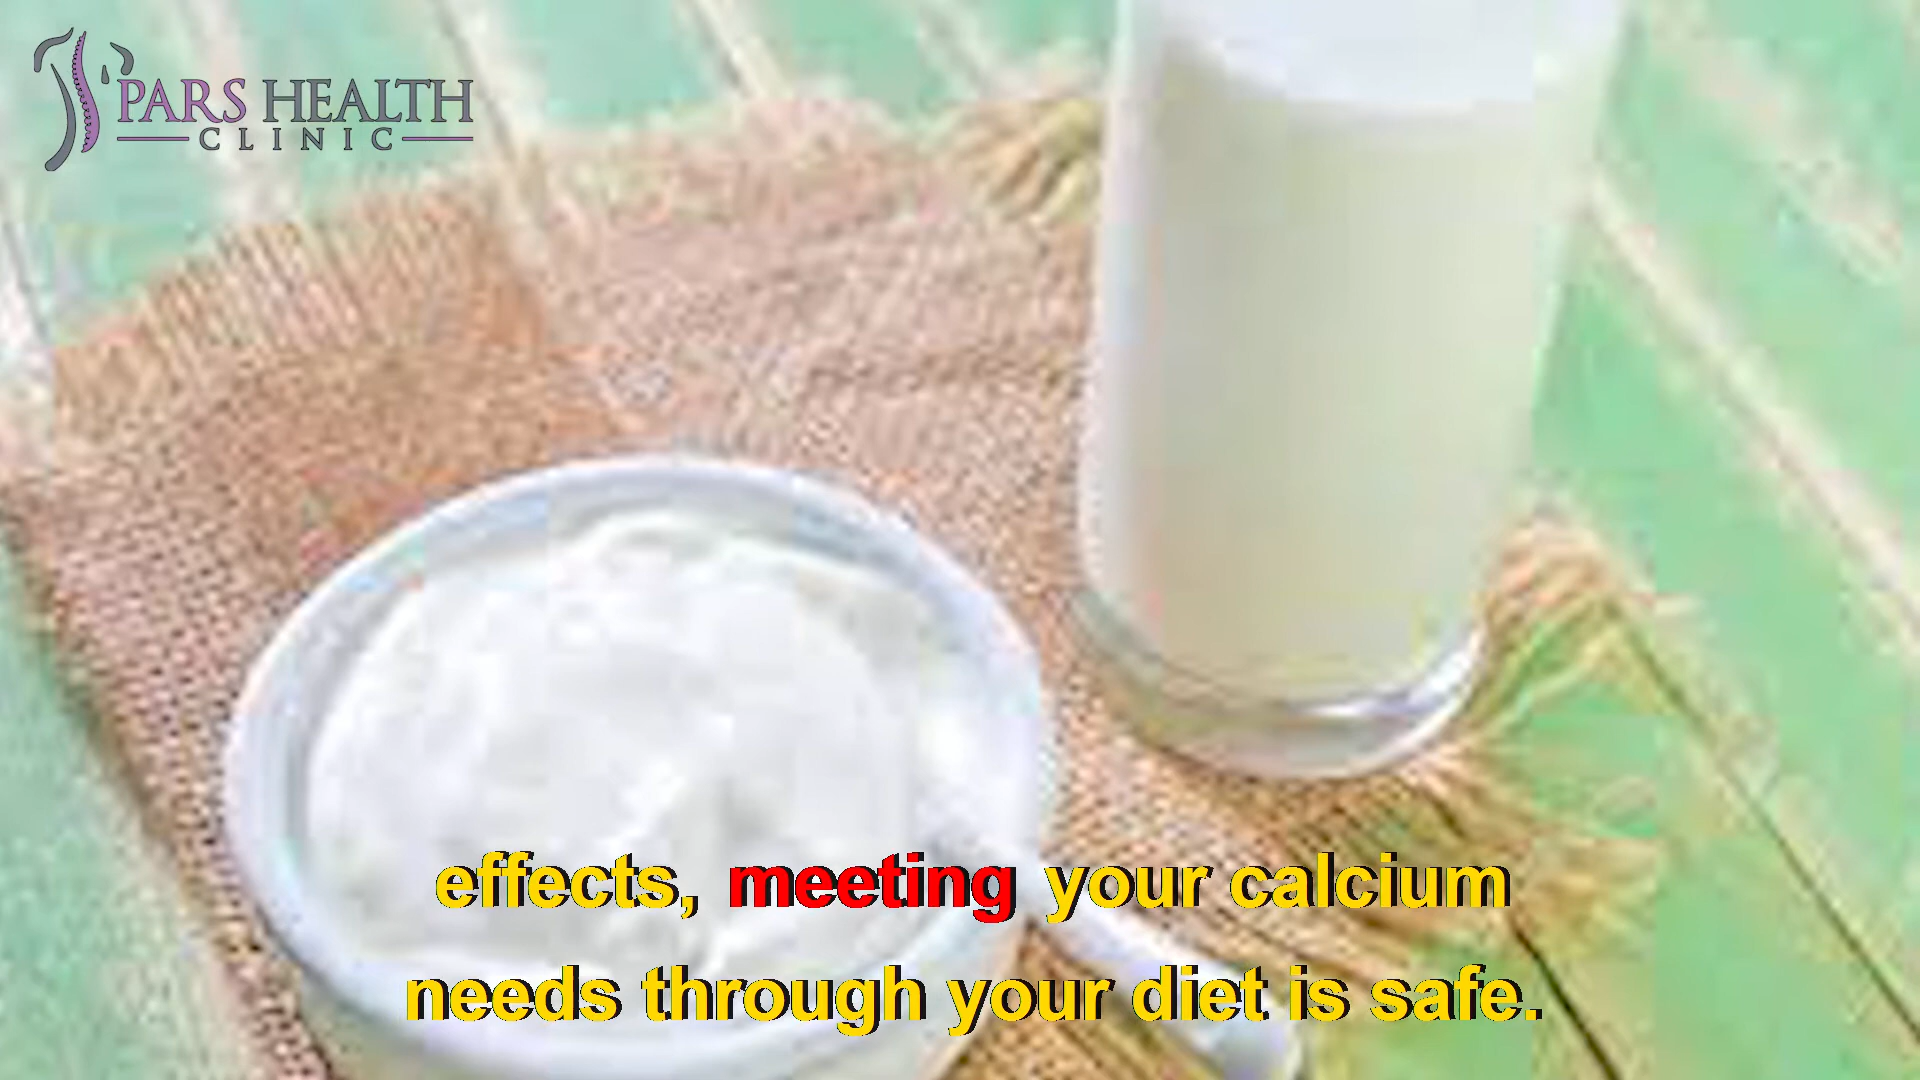 PARS HEALTH
CLINIC
effects, meeting your calcium
needs through your diet is safe.